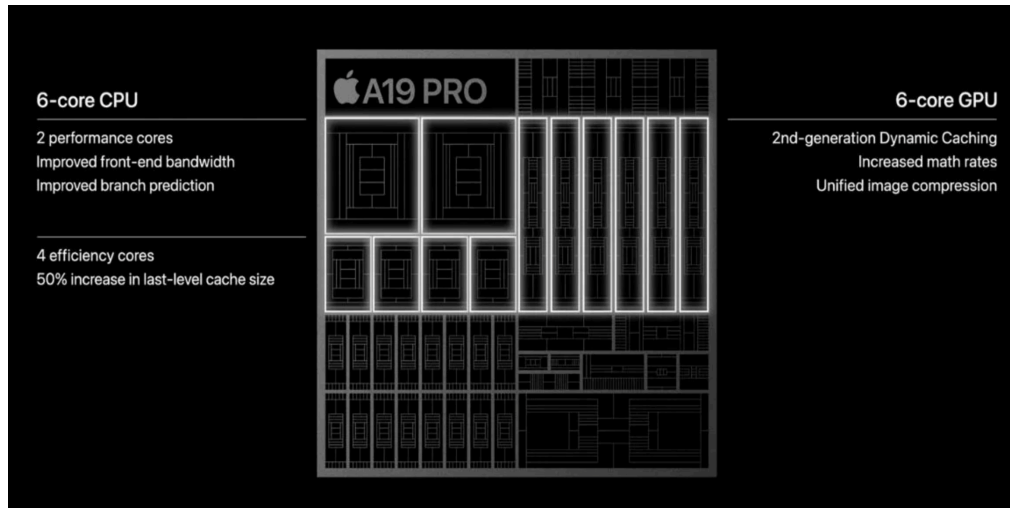 A19 PRO
6-core CPU
2 performance cores
Improved front-end bandwidth
Improved branch prediction
4 efficiency cores
50% increase in last-level cache size
6-core GPU
2nd-generation Dynamic Caching
Increased math rates
Unified image compression